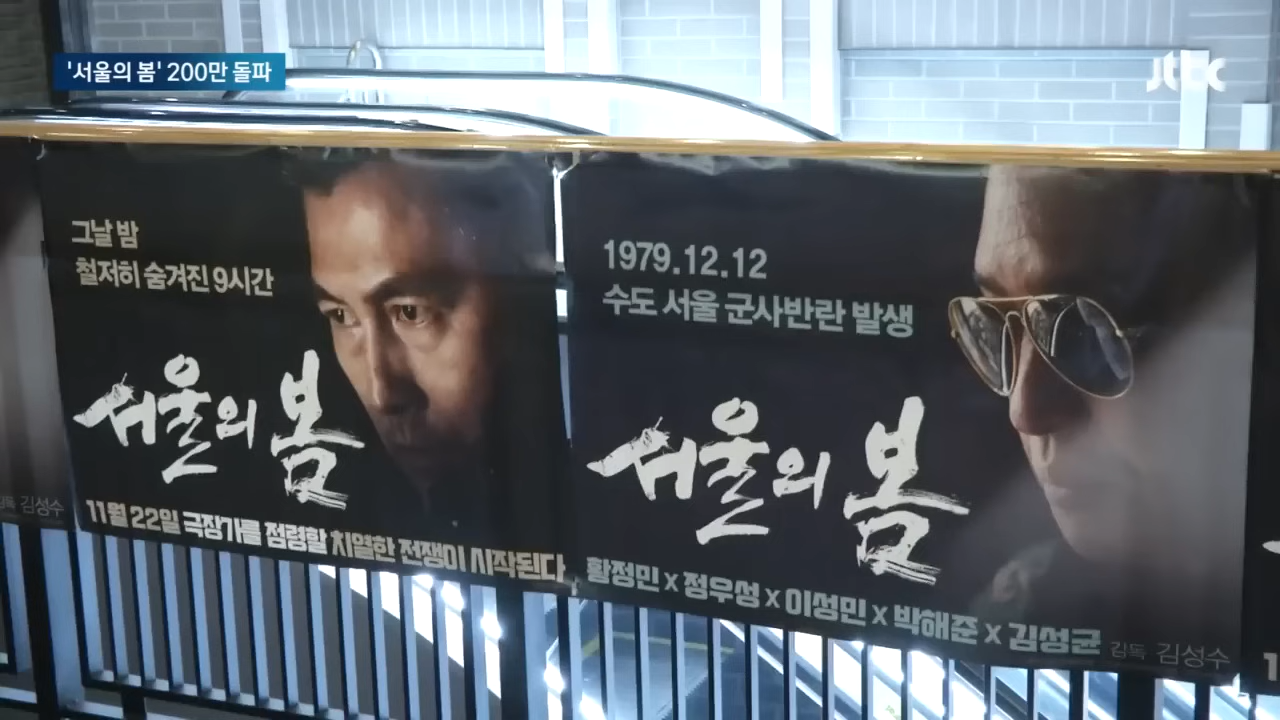 '서울의 봄' 200만 돌파
jtbc
그날 밤
철저히 숨겨진 9시간
서울의 봄
11월 22일 극장가를 점령할 치열한 전쟁이 시작된다
1979.12.12
수도 서울 군사반란 발생
서울의 봄
황정민 x 정우성 x 이성민 x 박해준 x 김성균 감독 김성수
감독 김성수